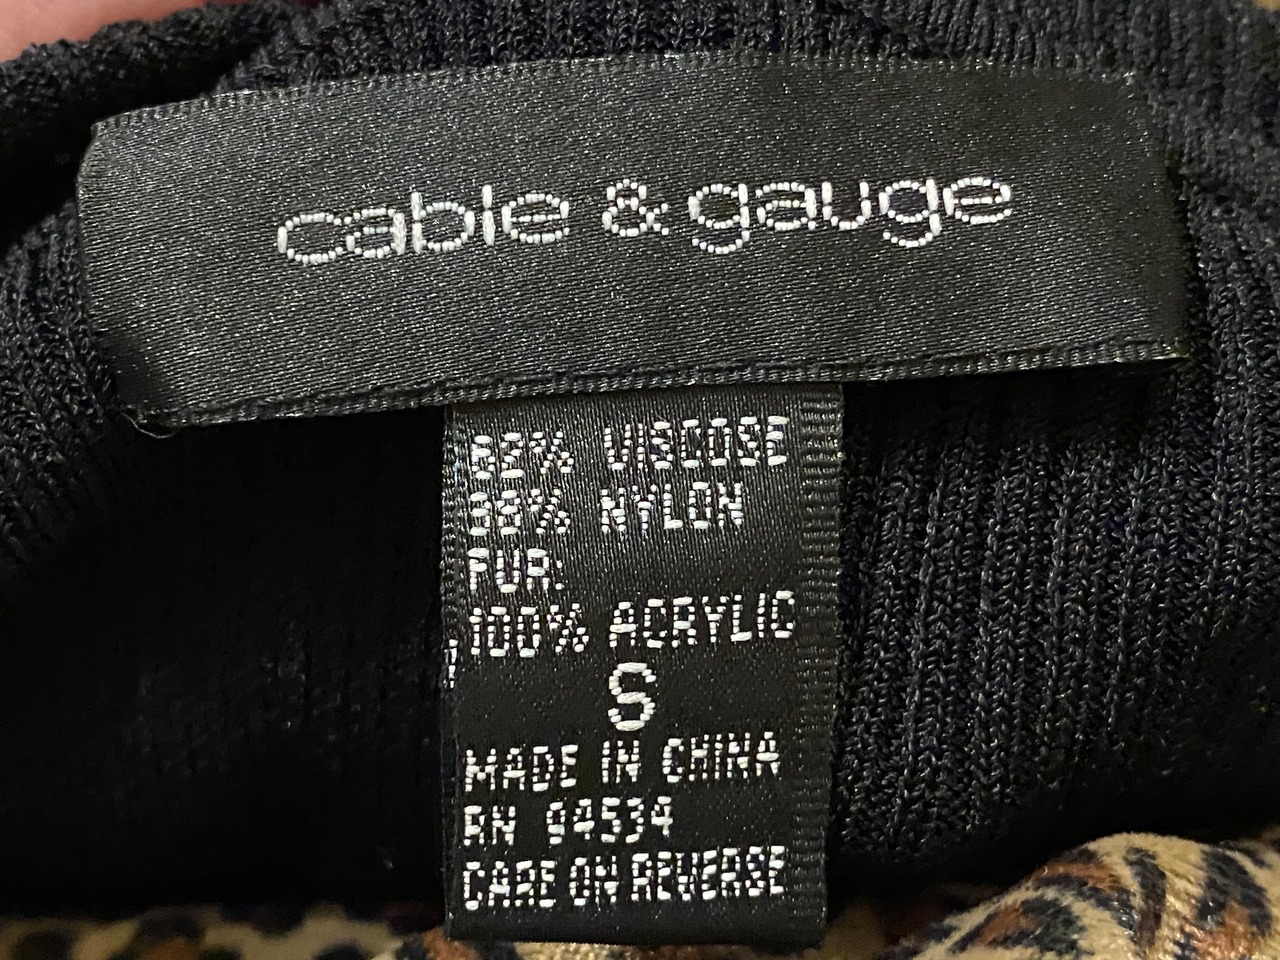 cable & gauge
62% VISCOSE
38% NYLON
FUR:
100% ACRYLIC
S
MADE IN CHINA
RN 94534
CARE ON REVERSE